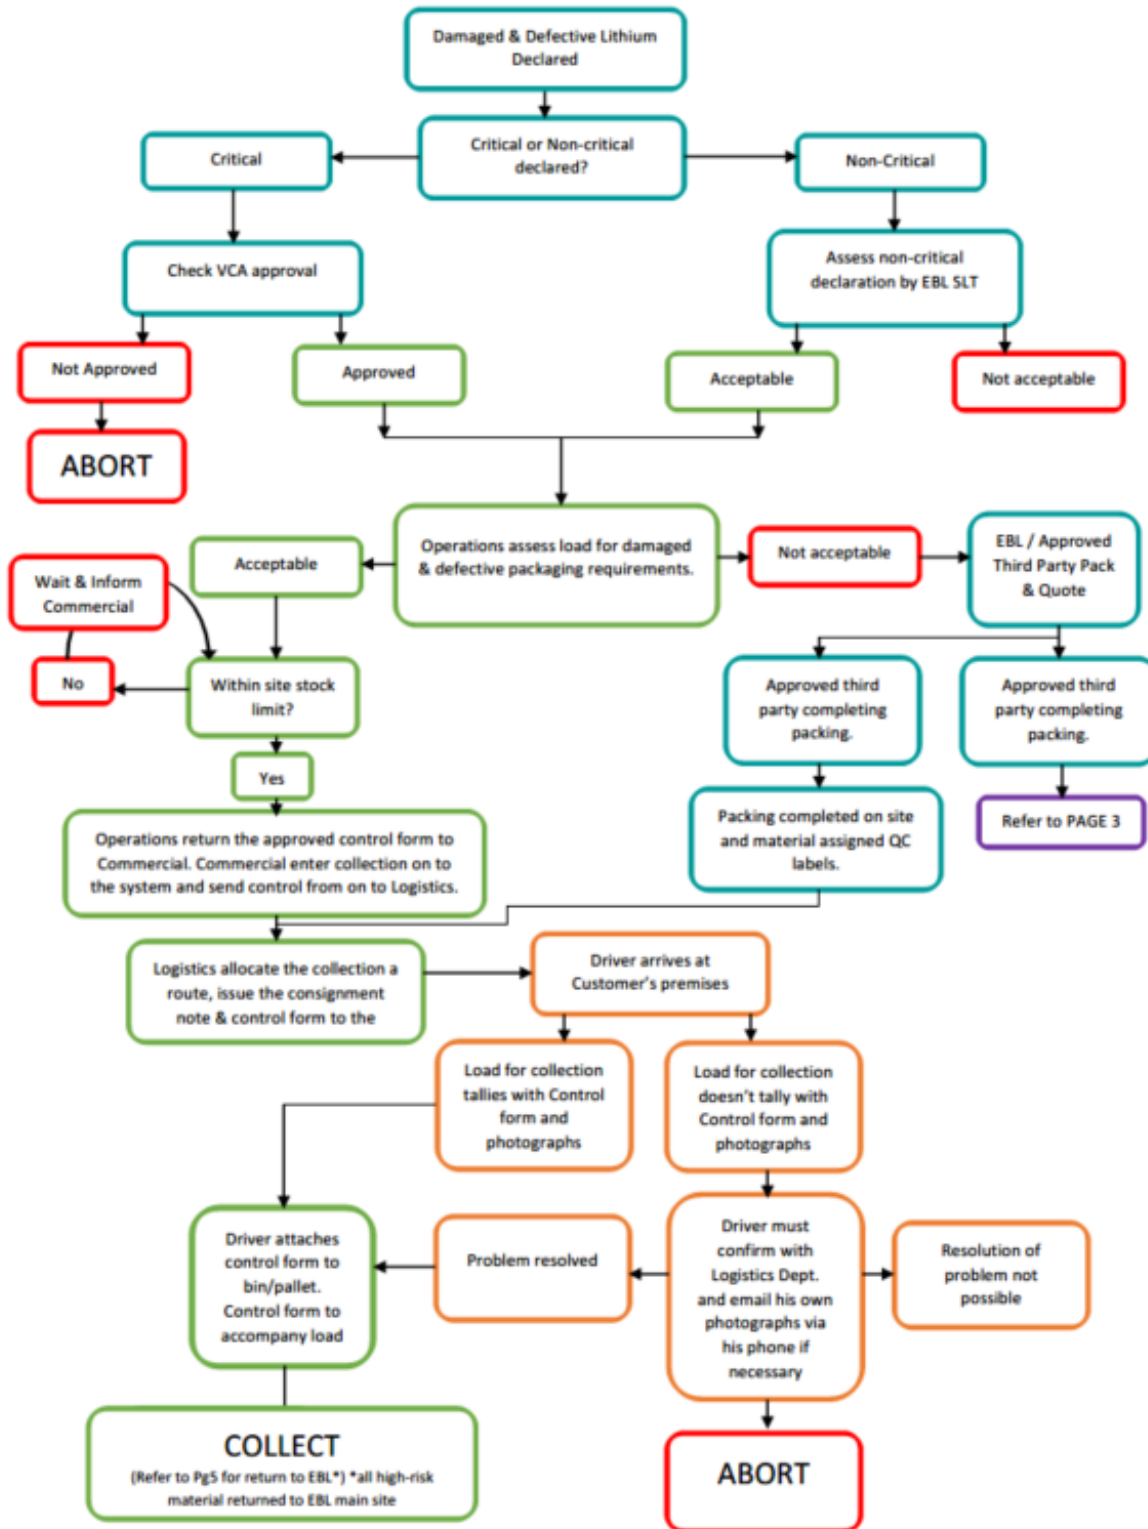 Damaged & Defective Lithium
Declared
Critical or Non-critical
declared?
Critical
Non-Critical
Check VCA approval
Assess non-critical
declaration by EBL SLT
Not Approved
Approved
Acceptable
Not acceptable
ABORT
Operations assess load for damaged
& defective packaging requirements.
Acceptable
Not acceptable
EBL / Approved
Third Party Pack
& Quote
Wait & Inform
Commercial
No
Within site stock
limit?
Approved third
party completing
packing.
Approved third
party completing
packing.
Yes
Packing completed on site
and material assigned QC
labels.
Refer to PAGE 3
Operations return the approved control form to
Commercial. Commercial enter collection on to
the system and send control from on to Logistics.
Logistics allocate the collection a
route, issue the consignment
note & control form to the
Driver arrives at
Customer's premises
Load for collection
tallies with Control
form and
photographs
Load for collection
doesn't tally with
Control form and
photographs
Driver attaches
control form to
bin/pallet.
Control form to
accompany load
Problem resolved
Driver must
confirm with
Logistics Dept.
and email his own
photographs via
his phone if
necessary
Resolution of
problem not
possible
COLLECT
(Refer to Pg5 for return to EBL*) *all high-risk
material returned to EBL main site
ABORT